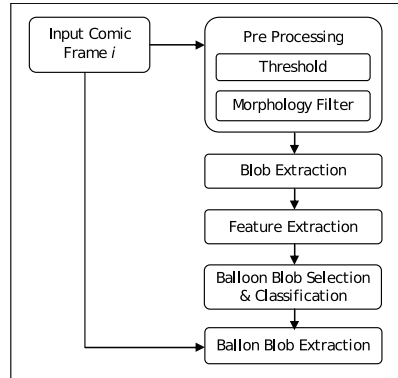 Input Comic
Frame i
Pre Processing
Threshold
Morphology Filter
Blob Extraction
Feature Extraction
Balloon Blob Selection
& Classification
Ballon Blob Extraction